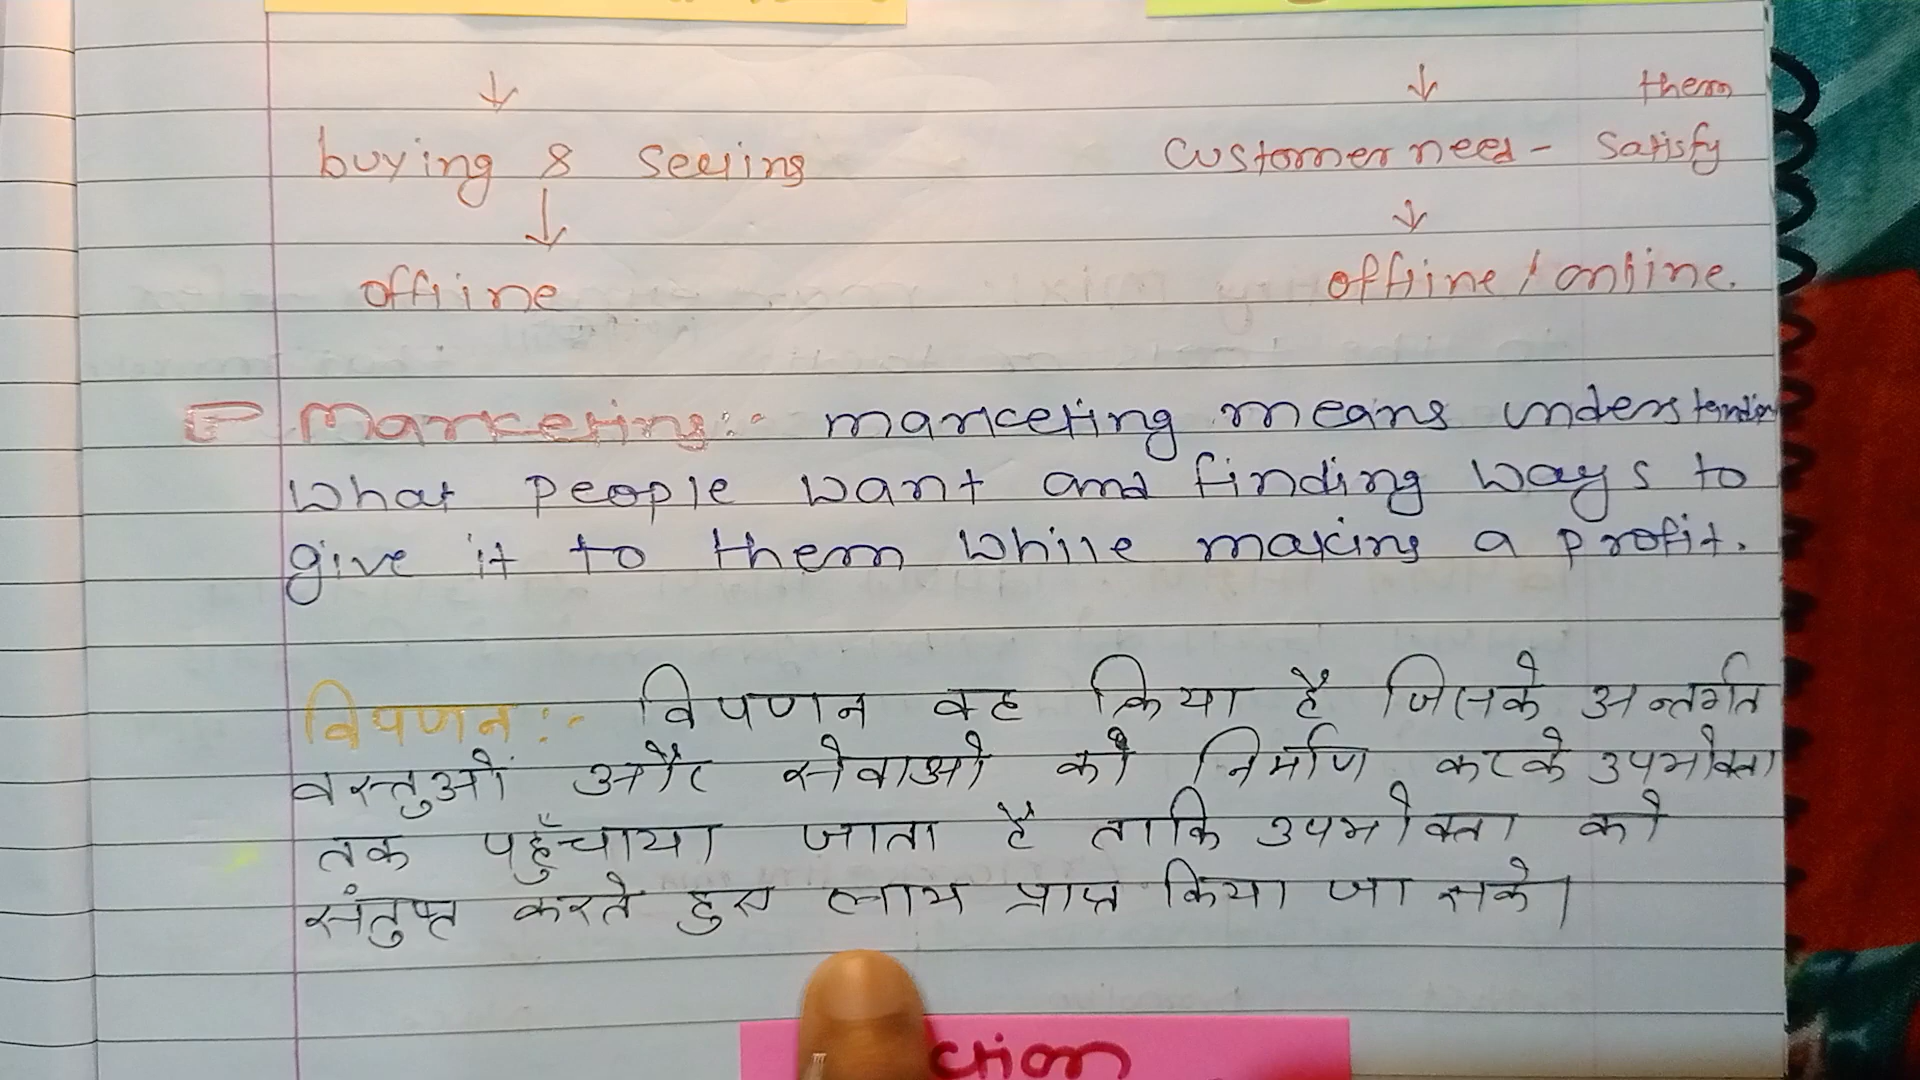 them
buying & selling customer need - satisfy
offline offline / online.
Marketing:- marketing means understanding
what people want and finding ways to
give it to them while making a profit.
विपणन :- विपणन वह क्रिया है जिसके अन्तर्गत
वस्तुओं और सेवाओ को निर्माण करके उपभोक्ता
तक पहुँचाया जाता है ताकि उपभोक्ता को
संतुष्ट करते हुए लाभ प्राप्त किया जा सके।
ction